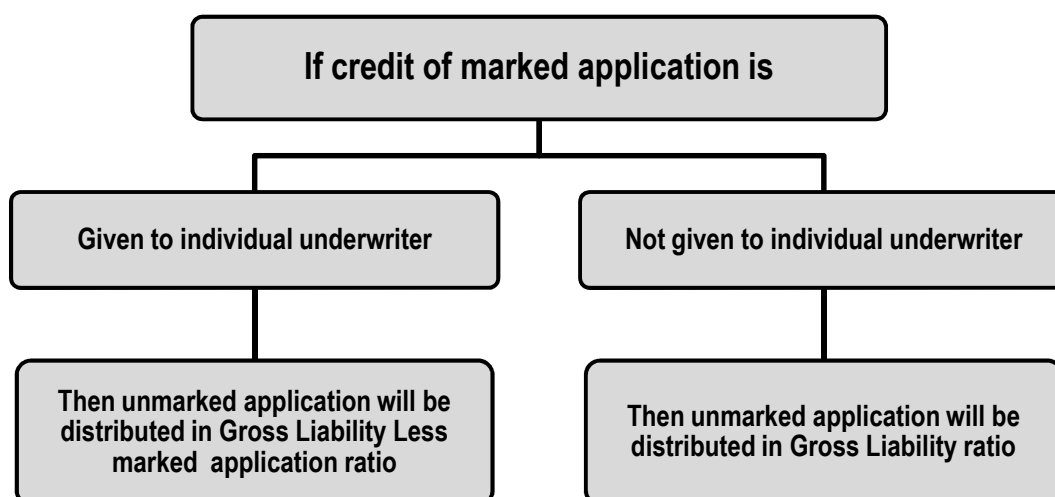 If credit of marked application is
Given to individual underwriter
Not given to individual underwriter
Then unmarked application will be
distributed in Gross Liability Less
marked application ratio
Then unmarked application will be
distributed in Gross Liability ratio